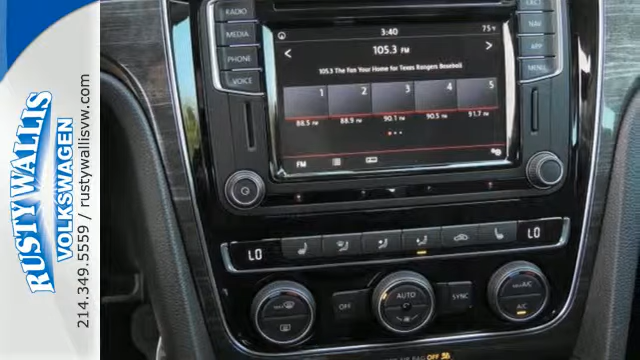 RUSTY WALLIS
VOLKSWAGEN
214.349.5559 / rustywallisvw.com
RADIO
MEDIA
PHONE
VOICE
NAV
APP
MENU
3:40
75°F
105.3 FM
105.3 The Fan Your Home for Texas Rangers Baseball
1 2 3 4 5
88.5 FM 88.9 FM 90.1 FM 90.5 FM 91.7 FM
FM
LO LO
OFF AUTO SYNC
A/C
AIR BAG OFF